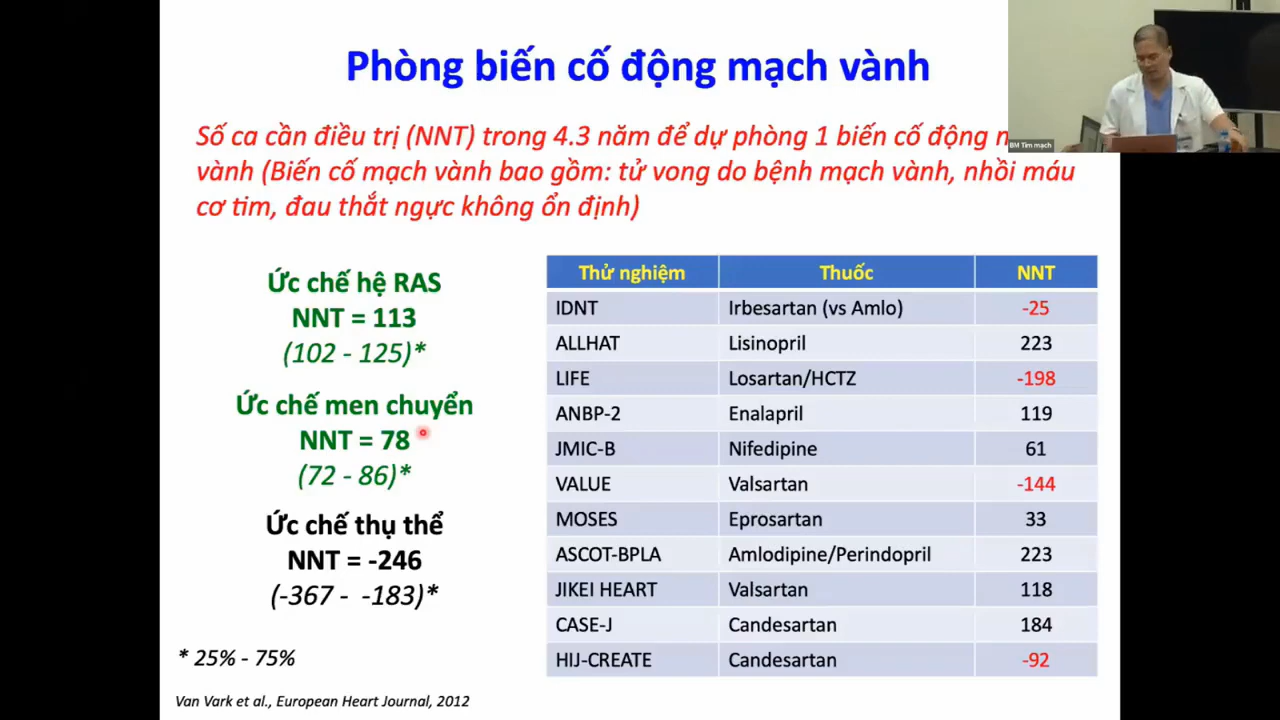 Phòng biến cố động mạch vành
BM Tim mạch
Số ca cần điều trị (NNT) trong 4.3 năm để dự phòng 1 biến cố động
vành (Biến cố mạch vành bao gồm: tử vong do bệnh mạch vành, nhồi máu
cơ tim, đau thắt ngực không ổn định)
Ức chế hệ RAS
NNT = 113
(102 - 125)*
Ức chế men chuyển
NNT = 78
(72 - 86)*
Ức chế thụ thể
NNT = -246
(-367 - -183)*
* 25% - 75%
Van Vark et al., European Heart Journal, 2012
Thử nghiệm Thuốc NNT
IDNT Irbesartan (vs Amlo) -25
ALLHAT Lisinopril 223
LIFE Losartan/HCTZ -198
ANBP-2 Enalapril 119
JMIC-B Nifedipine 61
VALUE Valsartan -144
MOSES Eprosartan 33
ASCOT-BPLA Amlodipine/Perindopril 223
JIKEI HEART Valsartan 118
CASE-J Candesartan 184
HIJ-CREATE Candesartan -92